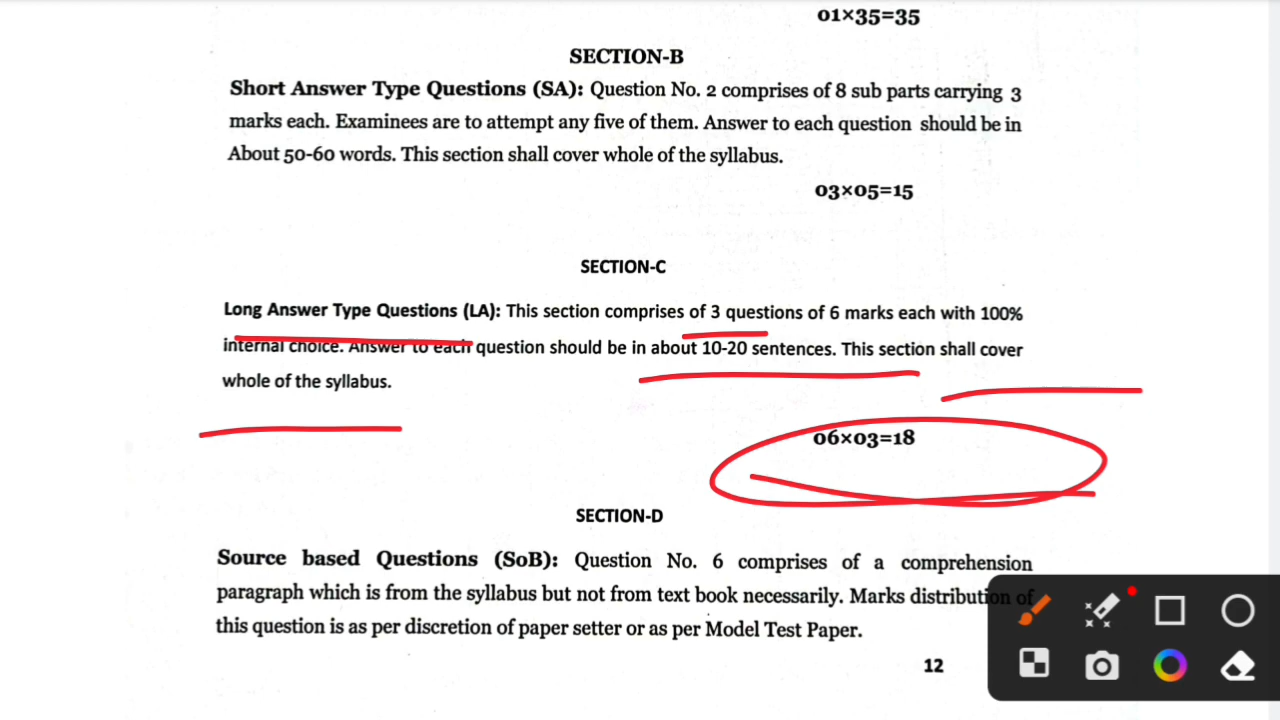 01×35=35
SECTION-B
Short Answer Type Questions (SA): Question No. 2 comprises of 8 sub parts carrying 3
marks each. Examinees are to attempt any five of them. Answer to each question should be in
About 50-60 words. This section shall cover whole of the syllabus.
03×05=15
SECTION-C
Long Answer Type Questions (LA): This section comprises of 3 questions of 6 marks each with 100%
internal choice. Answer to each question should be in about 10-20 sentences. This section shall cover
whole of the syllabus.
06×03=18
SECTION-D
Source based Questions (SoB): Question No. 6 comprises of a comprehension
paragraph which is from the syllabus but not from text book necessarily. Marks distribution of
this question is as per discretion of paper setter or as per Model Test Paper.
12